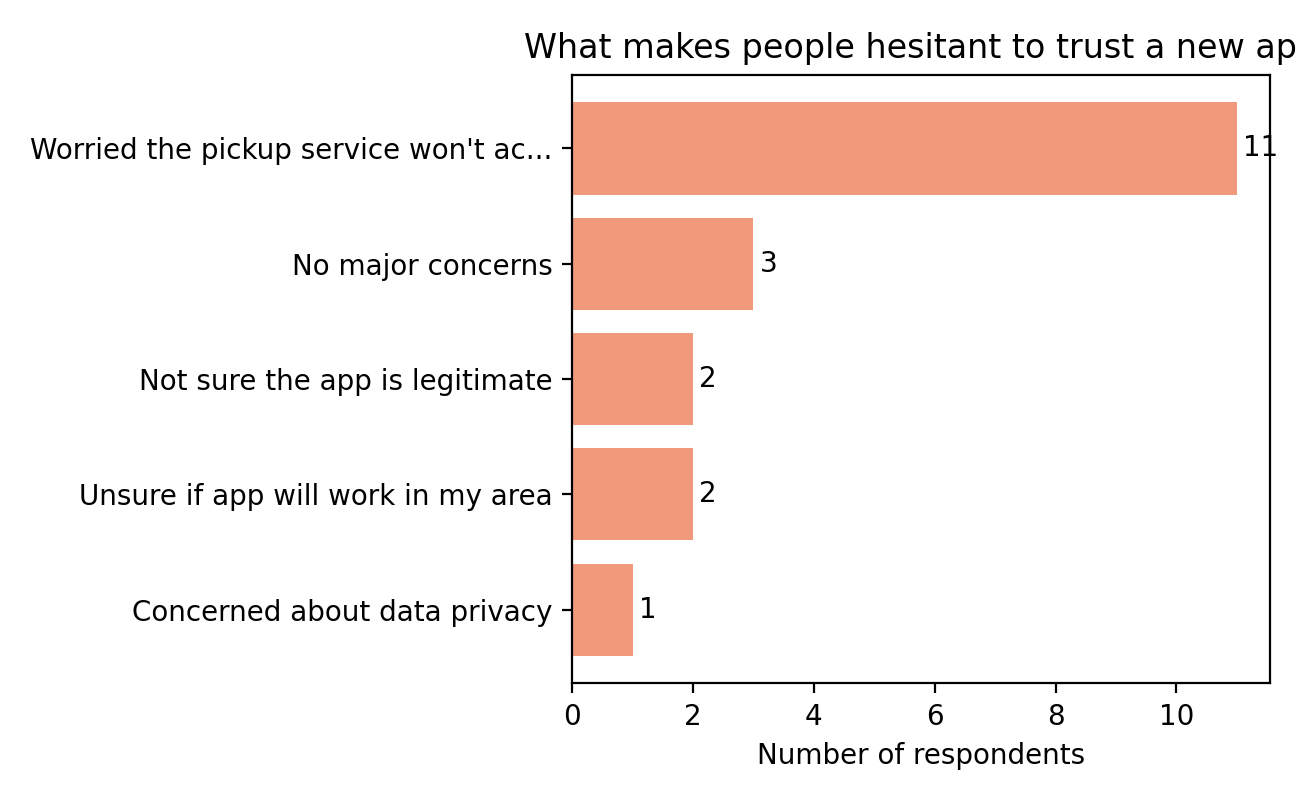 What makes people hesitant to trust a new ap
Worried the pickup service won't ac...
11
No major concerns
3
Not sure the app is legitimate
2
Unsure if app will work in my area
2
Concerned about data privacy
1
0 2 4 6 8 10
Number of respondents